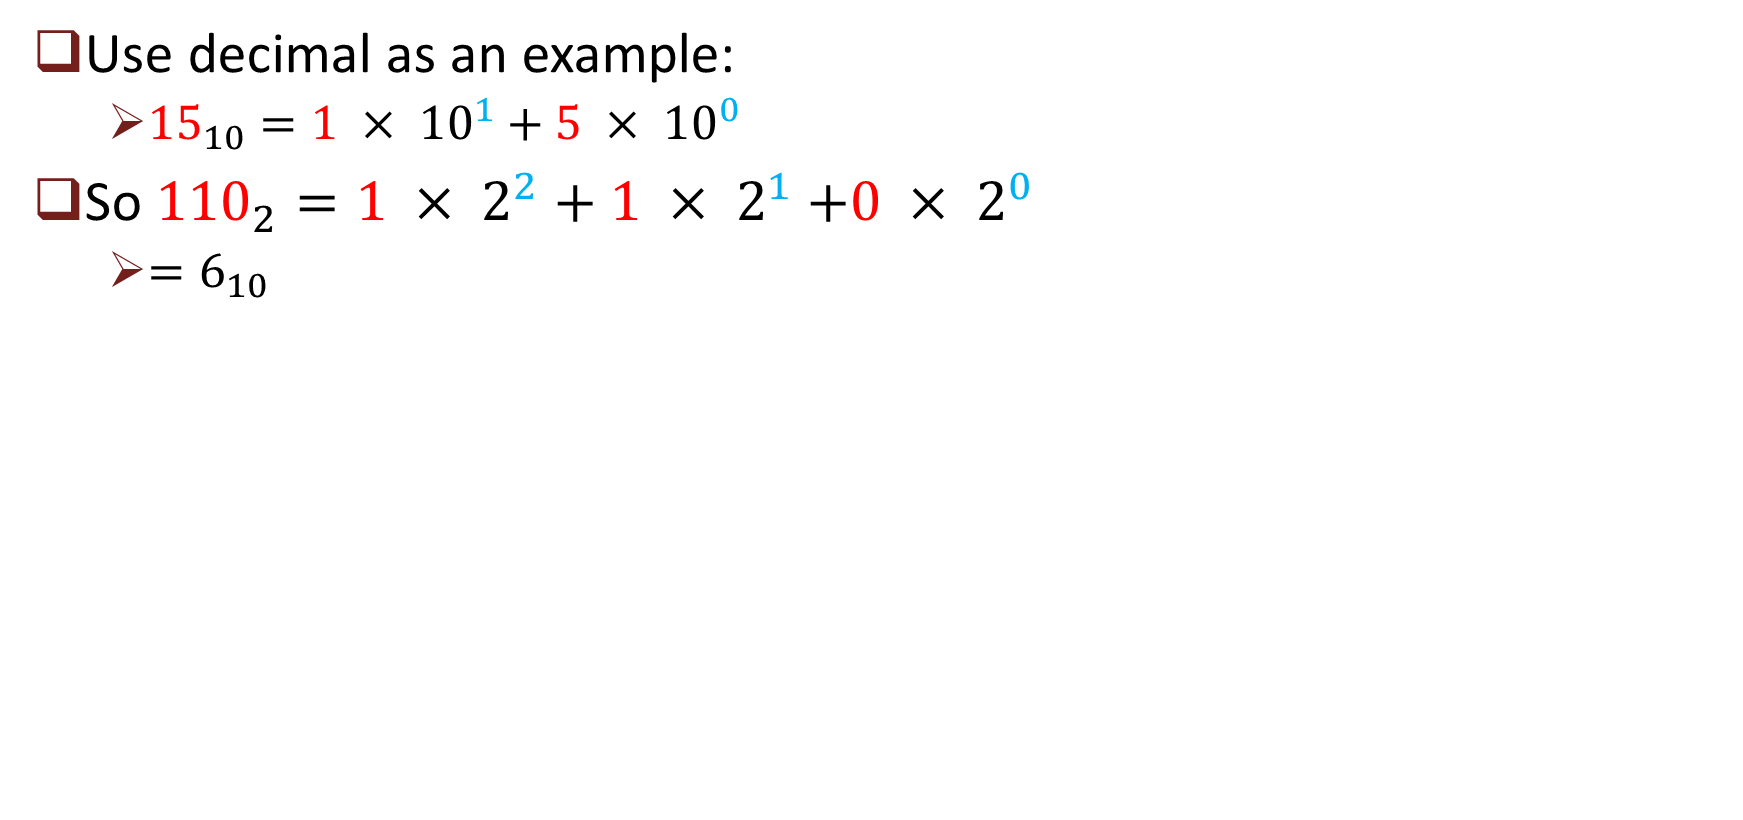 ❑Use decimal as an example:
➢15₁₀ = 1 × 10¹ + 5 × 10⁰
❑So 110₂ = 1 × 2² + 1 × 2¹ +0 × 2⁰
➢= 6₁₀